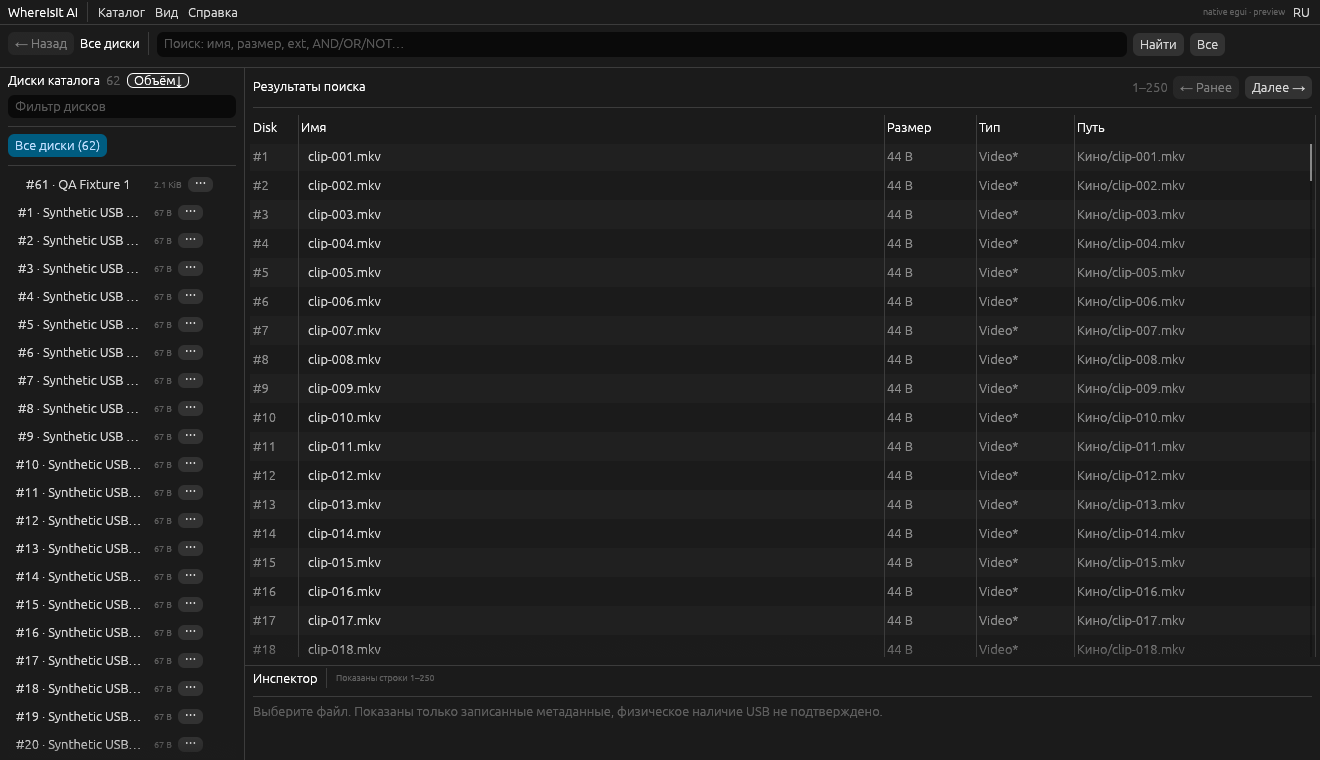 WhereIsIt AI Каталог Вид Справка native egui · preview RU
← Назад Все диски Поиск: имя, размер, ext, AND/OR/NOT… Найти Все
Диски каталога 62 Объём↓
Фильтр дисков
Все диски (62)
#61 · QA Fixture 1 2.1 KiB ···
#1 · Synthetic USB … 67 B ···
#2 · Synthetic USB … 67 B ···
#3 · Synthetic USB … 67 B ···
#4 · Synthetic USB … 67 B ···
#5 · Synthetic USB … 67 B ···
#6 · Synthetic USB … 67 B ···
#7 · Synthetic USB … 67 B ···
#8 · Synthetic USB … 67 B ···
#9 · Synthetic USB … 67 B ···
#10 · Synthetic USB… 67 B ···
#11 · Synthetic USB… 67 B ···
#12 · Synthetic USB… 67 B ···
#13 · Synthetic USB… 67 B ···
#14 · Synthetic USB… 67 B ···
#15 · Synthetic USB… 67 B ···
#16 · Synthetic USB… 67 B ···
#17 · Synthetic USB… 67 B ···
#18 · Synthetic USB… 67 B ···
#19 · Synthetic USB… 67 B ···
#20 · Synthetic USB… 67 B ···
Результаты поиска 1–250 ← Ранее Далее →
Disk Имя Размер Тип Путь
#1 clip-001.mkv 44 B Video* Кино/clip-001.mkv
#2 clip-002.mkv 44 B Video* Кино/clip-002.mkv
#3 clip-003.mkv 44 B Video* Кино/clip-003.mkv
#4 clip-004.mkv 44 B Video* Кино/clip-004.mkv
#5 clip-005.mkv 44 B Video* Кино/clip-005.mkv
#6 clip-006.mkv 44 B Video* Кино/clip-006.mkv
#7 clip-007.mkv 44 B Video* Кино/clip-007.mkv
#8 clip-008.mkv 44 B Video* Кино/clip-008.mkv
#9 clip-009.mkv 44 B Video* Кино/clip-009.mkv
#10 clip-010.mkv 44 B Video* Кино/clip-010.mkv
#11 clip-011.mkv 44 B Video* Кино/clip-011.mkv
#12 clip-012.mkv 44 B Video* Кино/clip-012.mkv
#13 clip-013.mkv 44 B Video* Кино/clip-013.mkv
#14 clip-014.mkv 44 B Video* Кино/clip-014.mkv
#15 clip-015.mkv 44 B Video* Кино/clip-015.mkv
#16 clip-016.mkv 44 B Video* Кино/clip-016.mkv
#17 clip-017.mkv 44 B Video* Кино/clip-017.mkv
#18 clip-018.mkv 44 B Video* Кино/clip-018.mkv
Инспектор Показаны строки 1–250
Выберите файл. Показаны только записанные метаданные, физическое наличие USB не подтверждено.